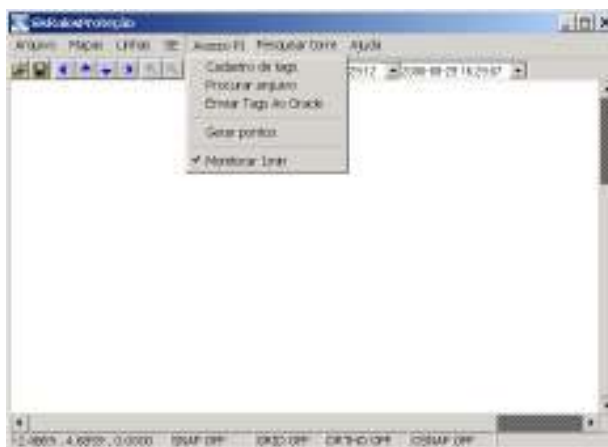 Arquivo Mapas Linhas SE Acesso PI Pesquisar torre Ajuda
Cadastro de tags
Procurar arquivo
Enviar Tags Ao Oracle
Gerar pontos
Monitorar 1min
SNAP OFF GRID OFF ORTHO OFF OSNAP OFF